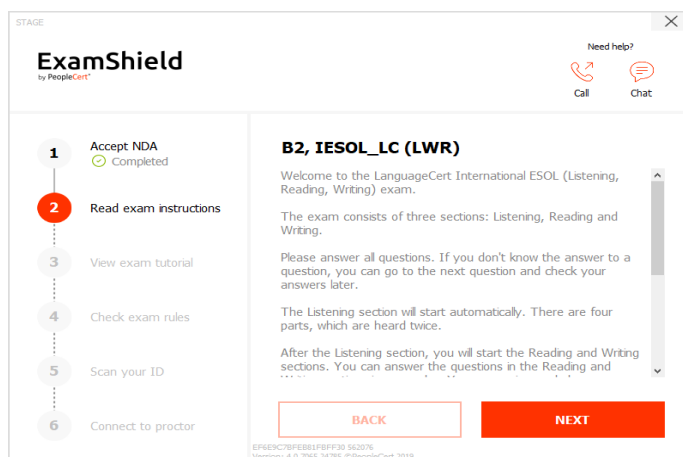 STAGE
Need help?
ExamShield
by PeopleCert
Call
Chat
1
Accept NDA
Completed
2
Read exam instructions
3
View exam tutorial
4
Check exam rules
5
Scan your ID
6
Connect to proctor
B2, IESOL_LC (LWR)
Welcome to the LanguageCert International ESOL (Listening,
Reading, Writing) exam.
The exam consists of three sections: Listening, Reading and
Writing.
Please answer all questions. If you don't know the answer to a
question, you can go to the next question and check your
answers later.
The Listening section will start automatically. There are four
parts, which are heard twice.
After the Listening section, you will start the Reading and Writing
sections. You can answer the questions in the Reading and
BACK
NEXT
EF6E9C7BFEB81FBFF30 562076